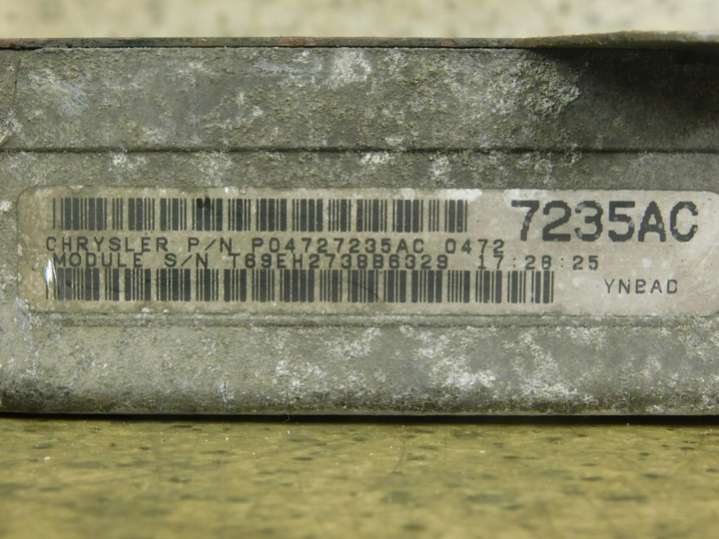 7235AC
CHRYSLER P/N P04727235AC 0472
MODULE S/N T69EH2738B6329 17:28:25
YNBAD